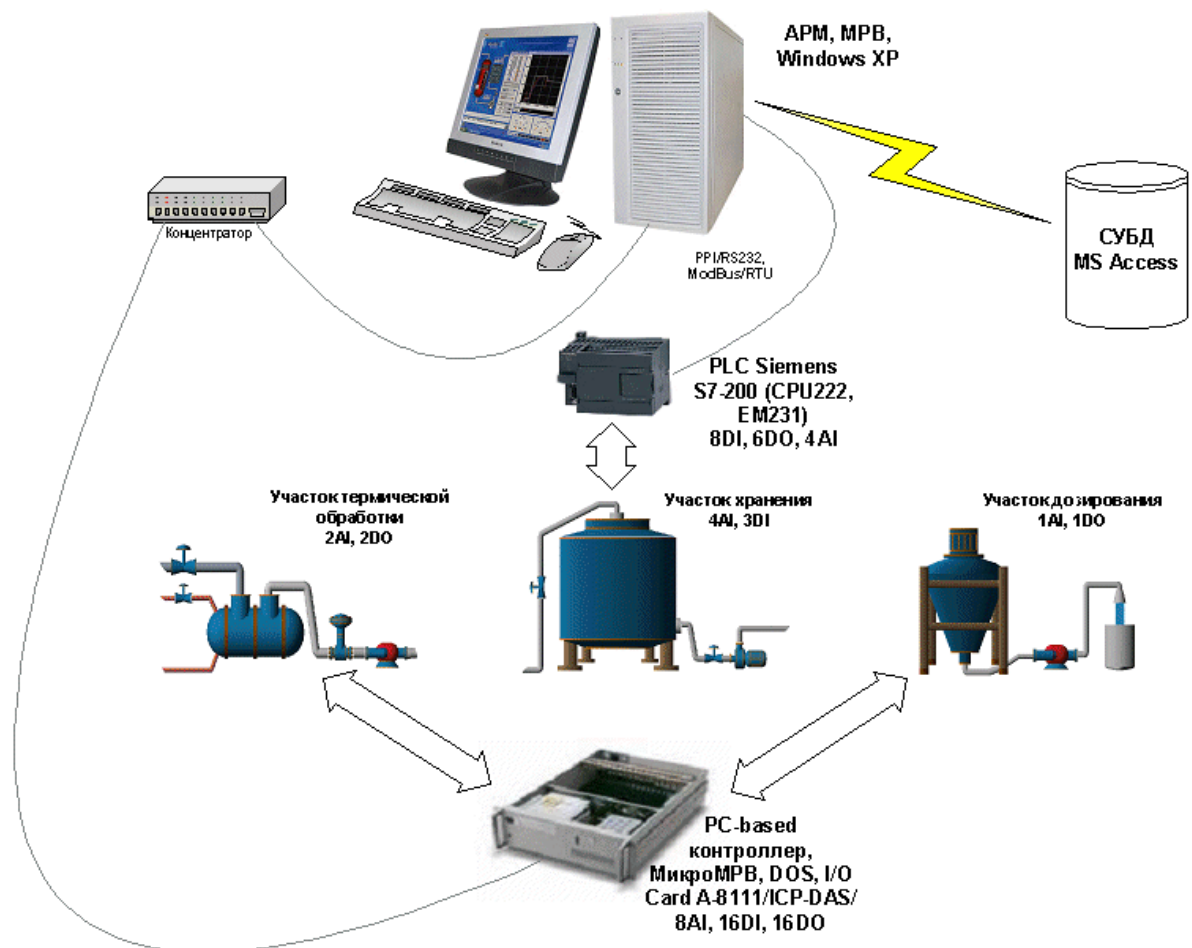 АРМ, МРВ,
Windows XP
Концентратор
PPI/RS232,
ModBus/RTU
СУБД
MS Access
PLC Siemens
S7-200 (CPU222,
EM231)
8DI, 6DO, 4AI
Участок термической
обработки
2AI, 2DO
Участок хранения
4AI, 3DI
Участок дозирования
1AI, 1DO
PC-based
контроллер,
МикроМРВ, DOS, I/O
Card A-8111/ICP-DAS/
8AI, 16DI, 16DO